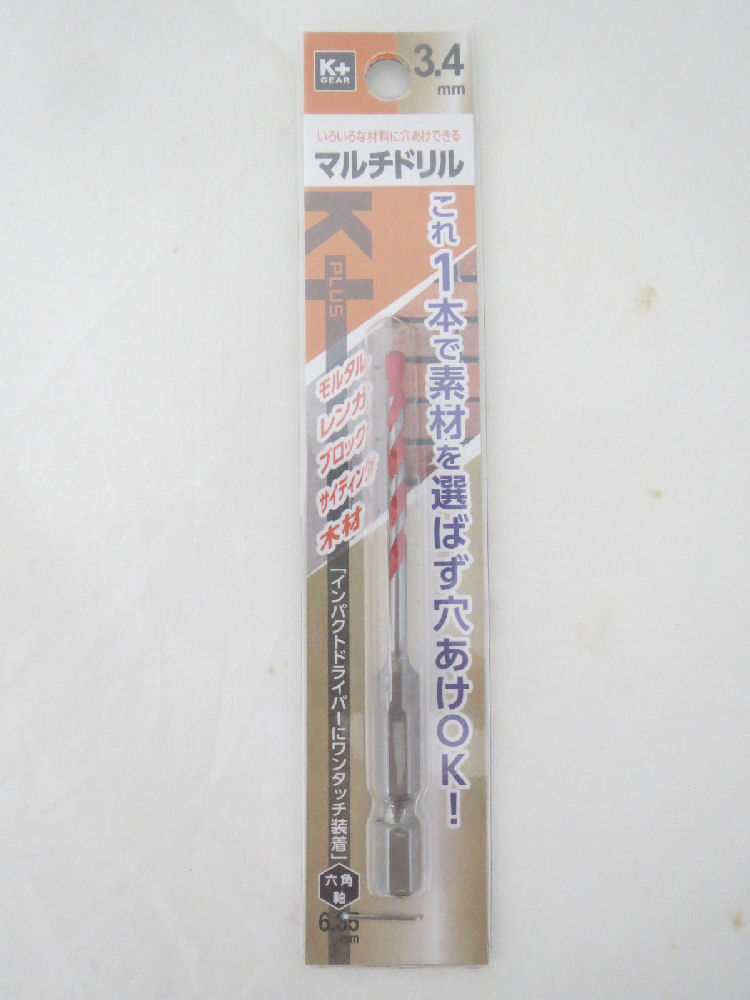 K+
GEAR
3.4
mm
いろいろな材料に穴あけできる
マルチドリル
K+
PLUS
これ1本で素材を選ばず穴あけOK!
モルタル
レンガ
ブロック
サイディング
木材
「インパクトドライバーにワンタッチ装着」
六角
軸
6.35
mm